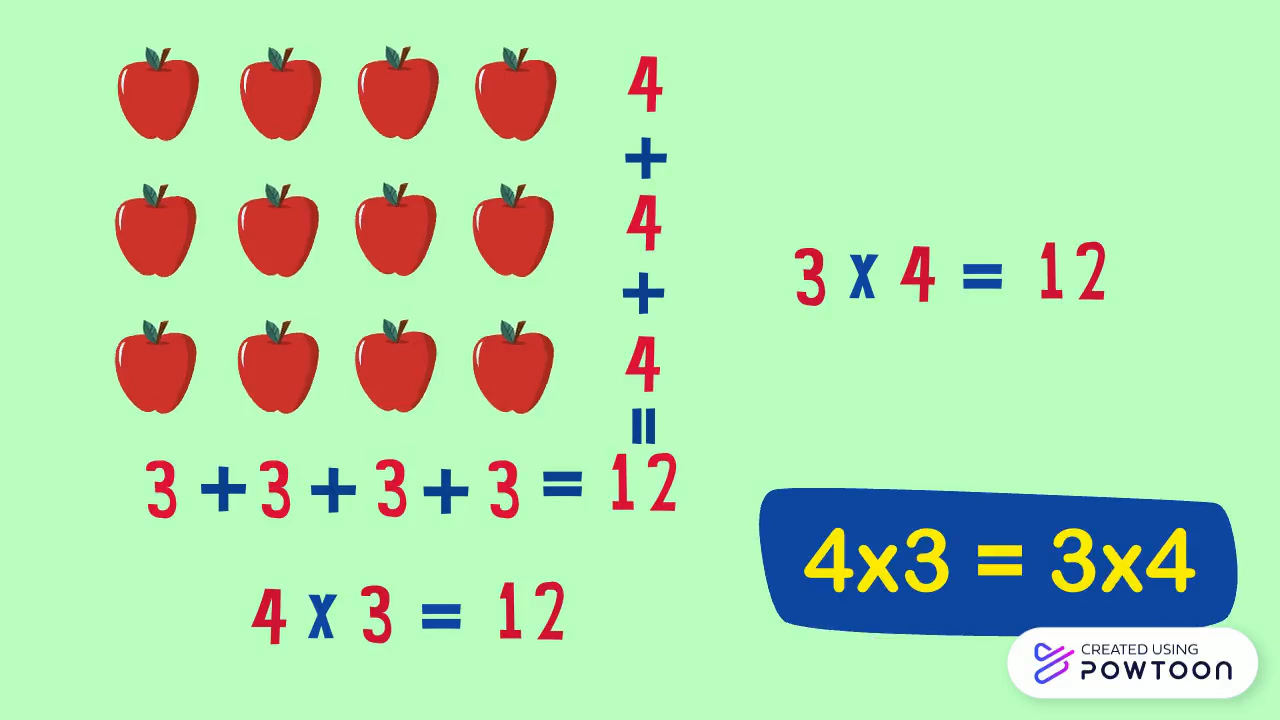 4
+
4
+
4
=
3 + 3 + 3 + 3 = 12
4 x 3 = 12
3 x 4 = 12
4x3 = 3x4
CREATED USING
POWTOON